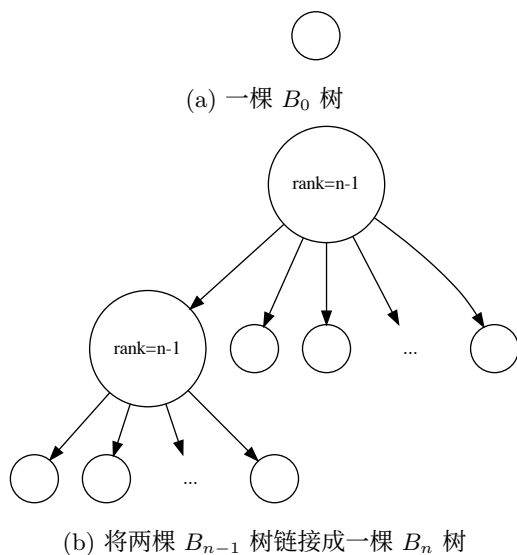 (a) 一棵 B₀ 树
rank=n-1
rank=n-1
...
...
(b) 将两棵 Bₙ₋₁ 树链接成一棵 Bₙ 树